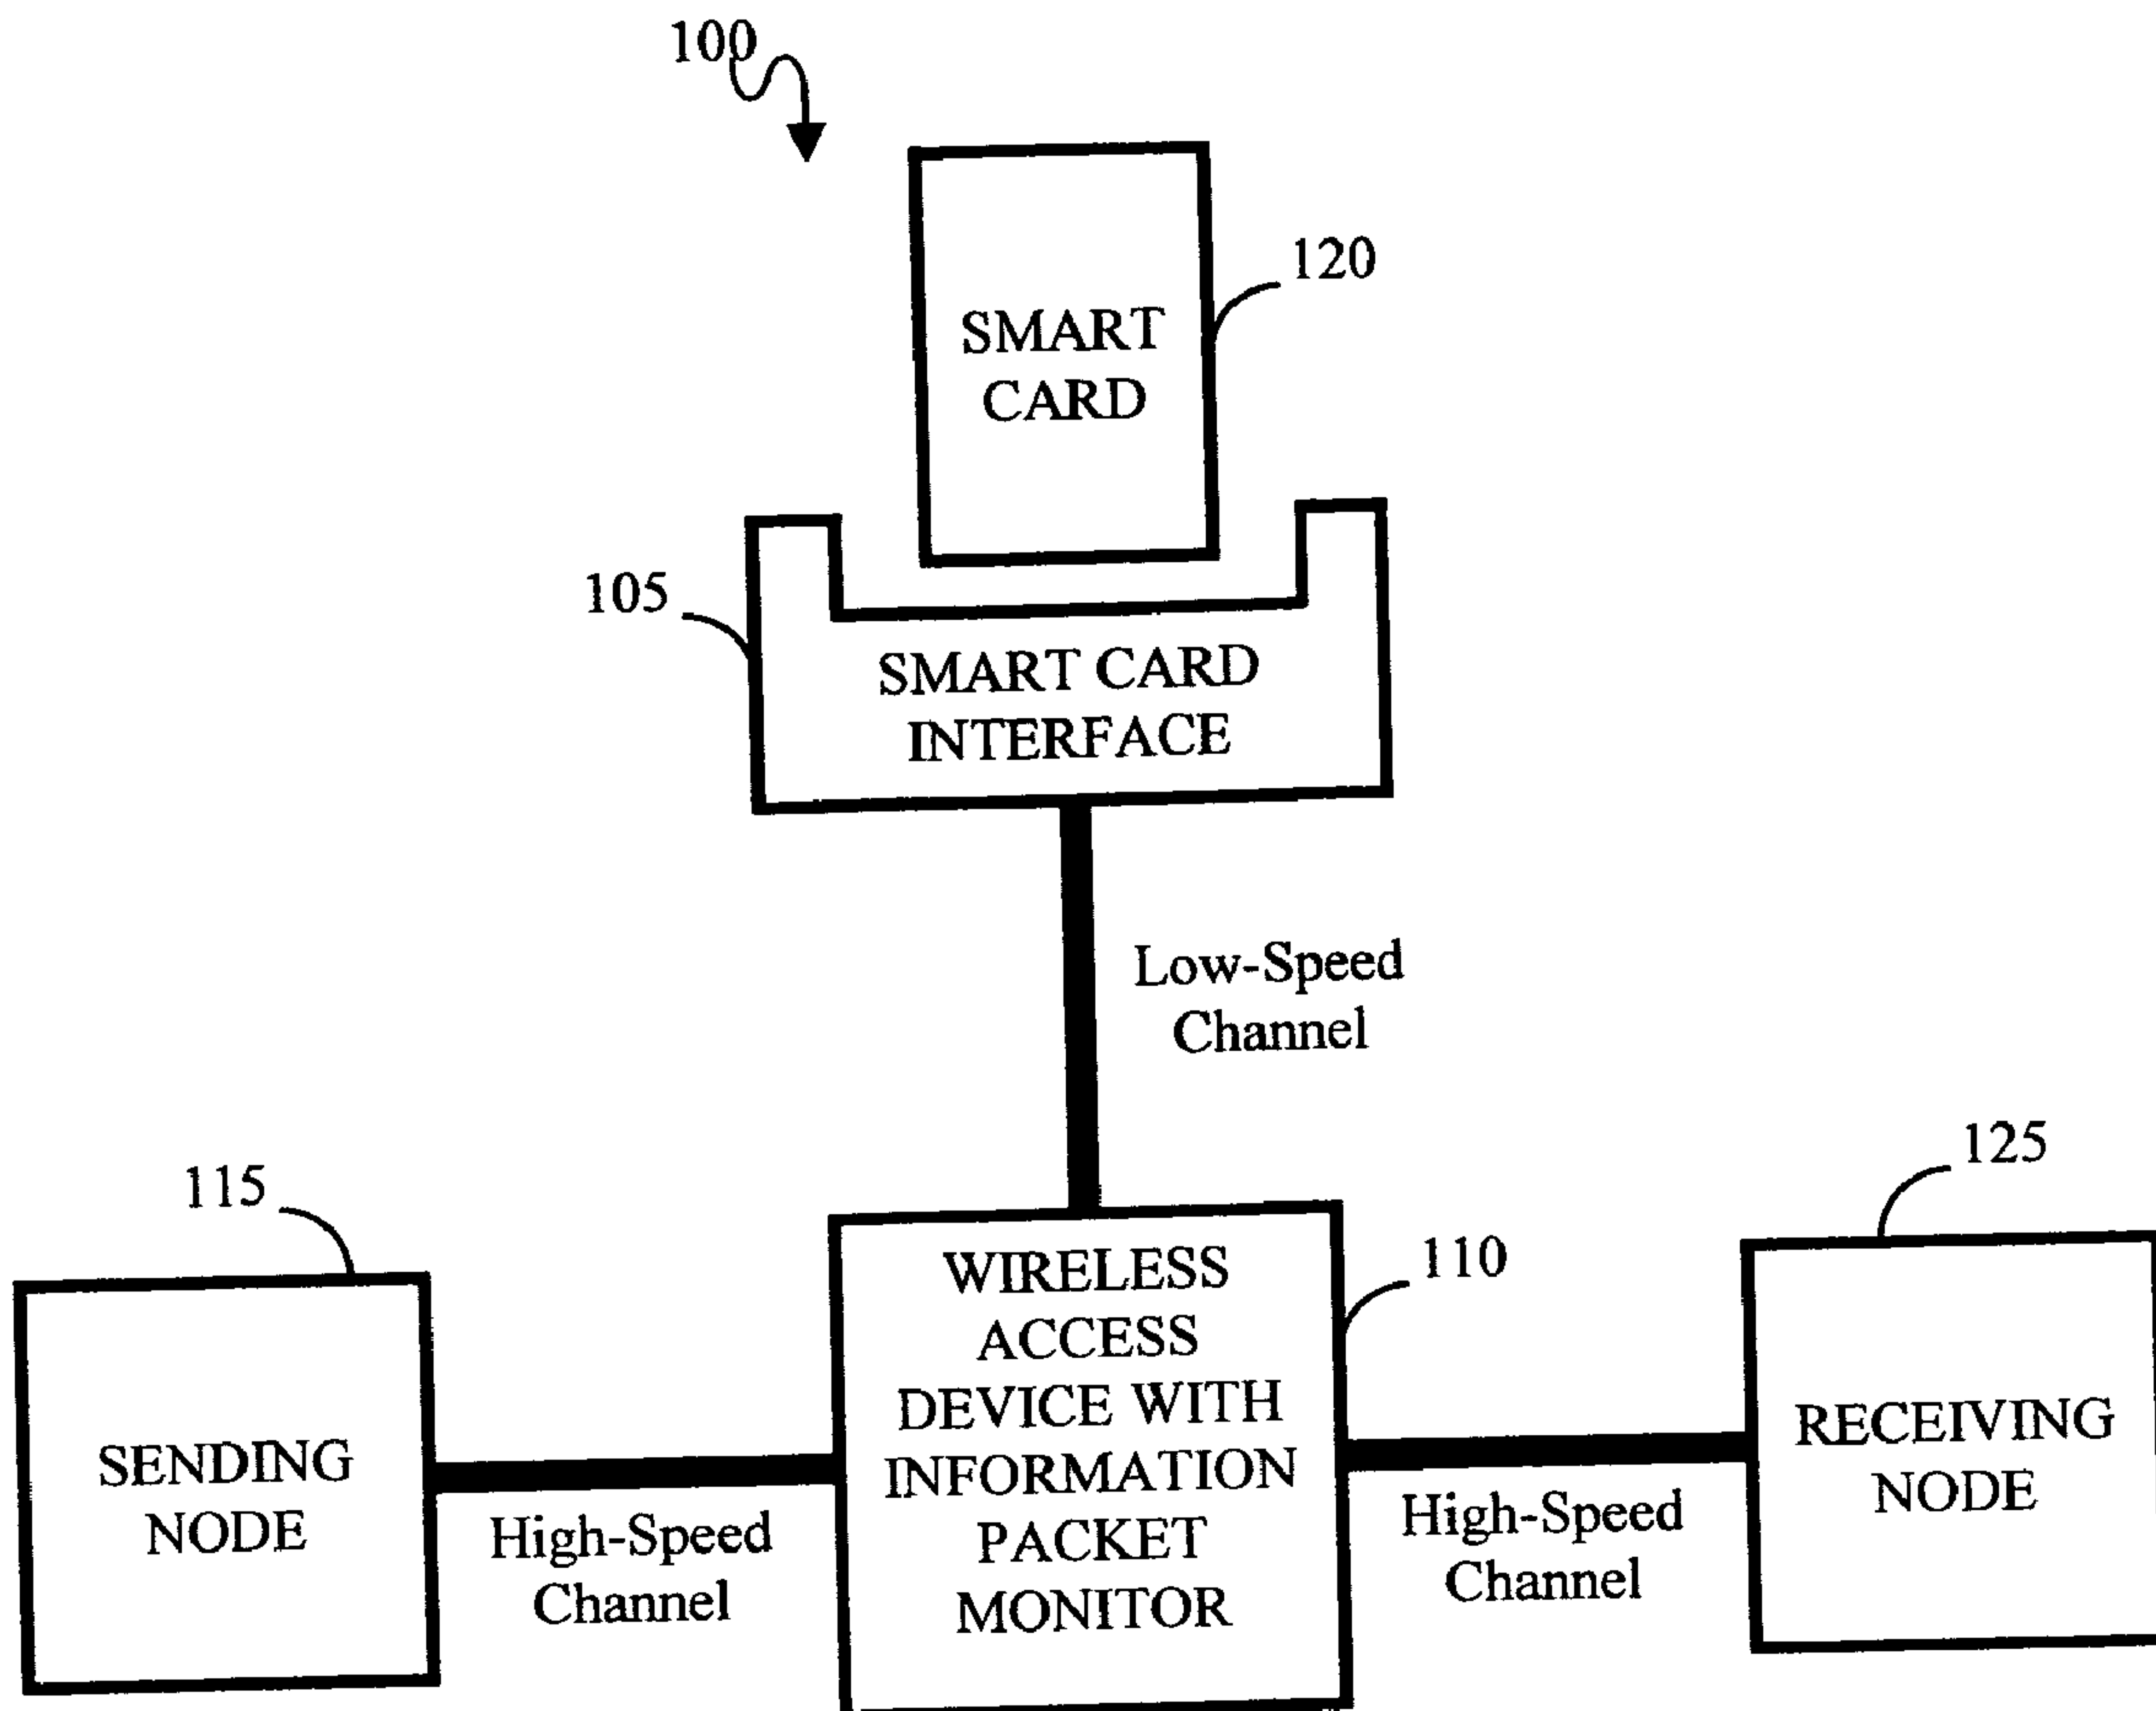 100
SMART
CARD
120
105
SMART CARD
INTERFACE
Low-Speed
Channel
115
SENDING
NODE
High-Speed
Channel
WIRELESS
ACCESS
DEVICE WITH
INFORMATION
PACKET
MONITOR
110
High-Speed
Channel
125
RECEIVING
NODE